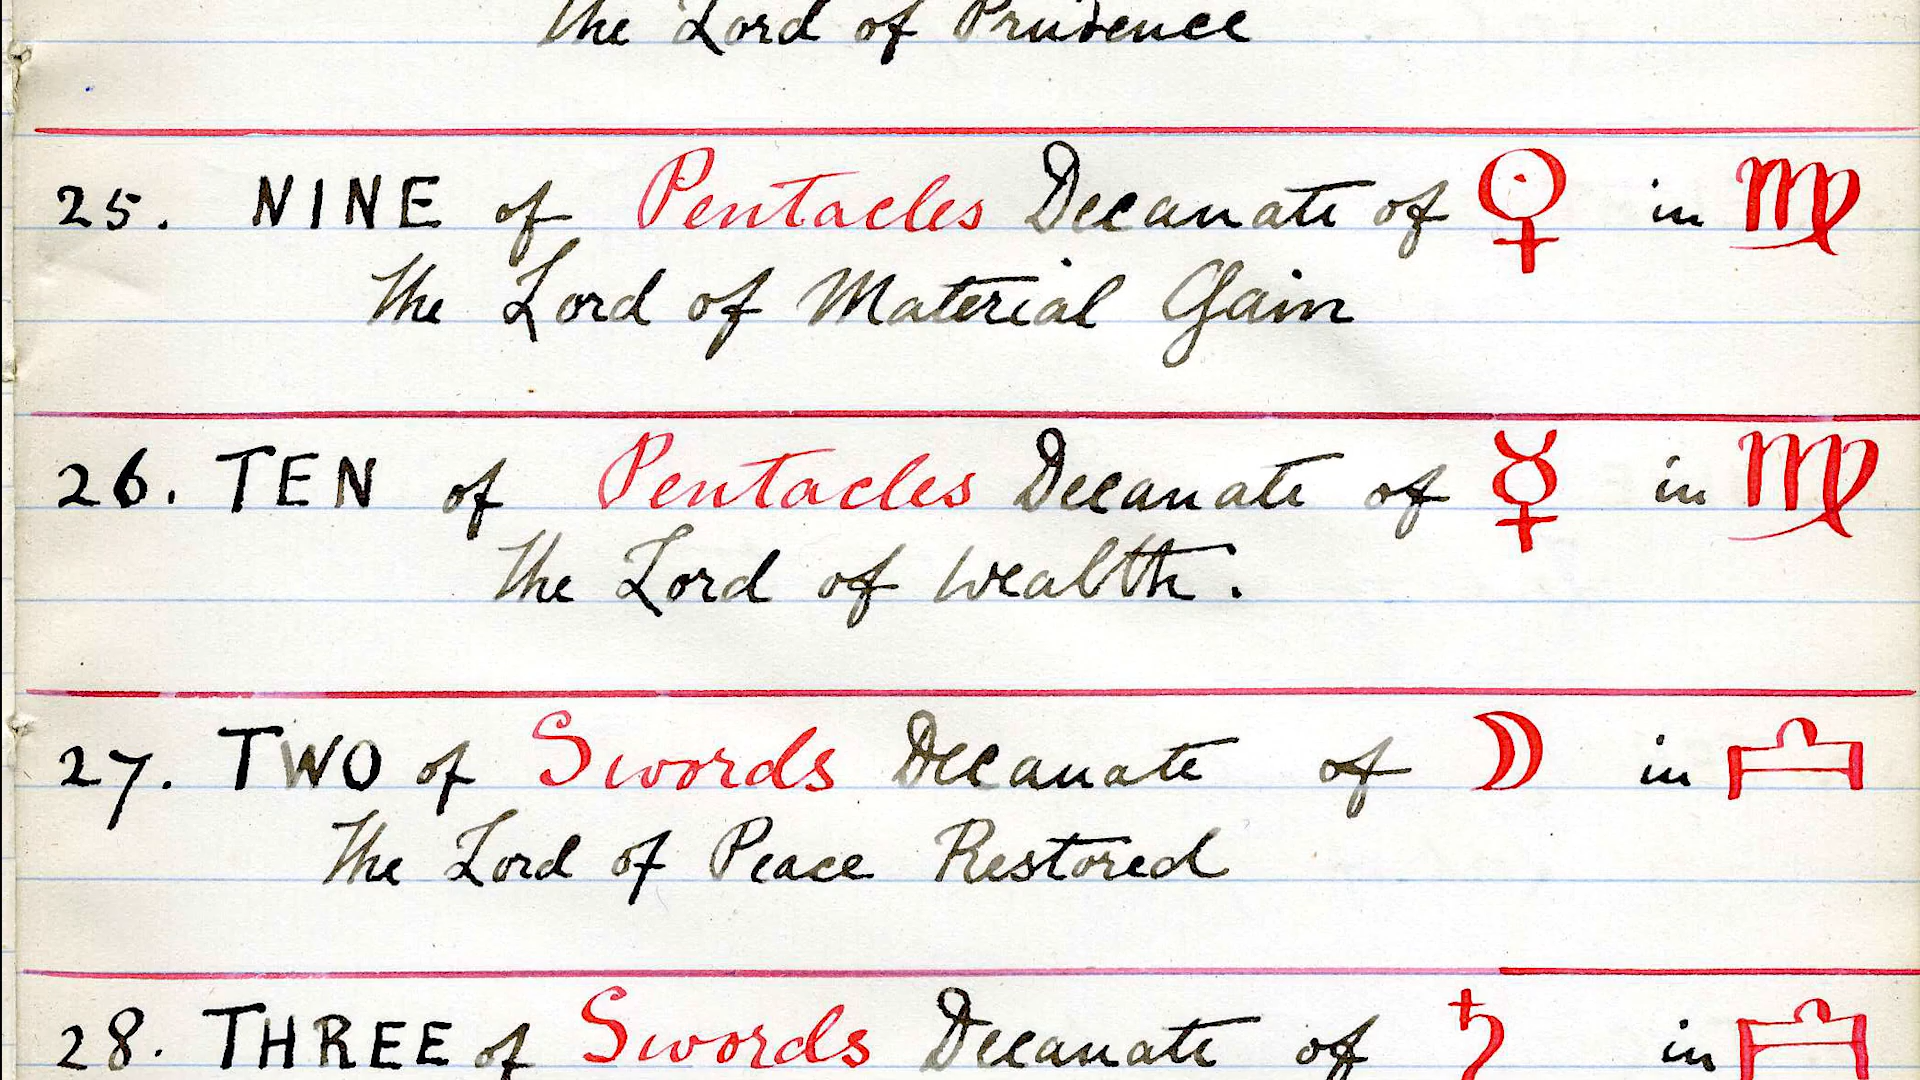 The Lord of Prudence
25. NINE of Pentacles Decanate of ♀ in ♍
The Lord of Material Gain
26. TEN of Pentacles Decanate of ☿ in ♍
The Lord of Wealth.
27. TWO of Swords Decanate of ☽ in ♎
The Lord of Peace Restored
28. THREE of Swords Decanate of ♄ in ♎